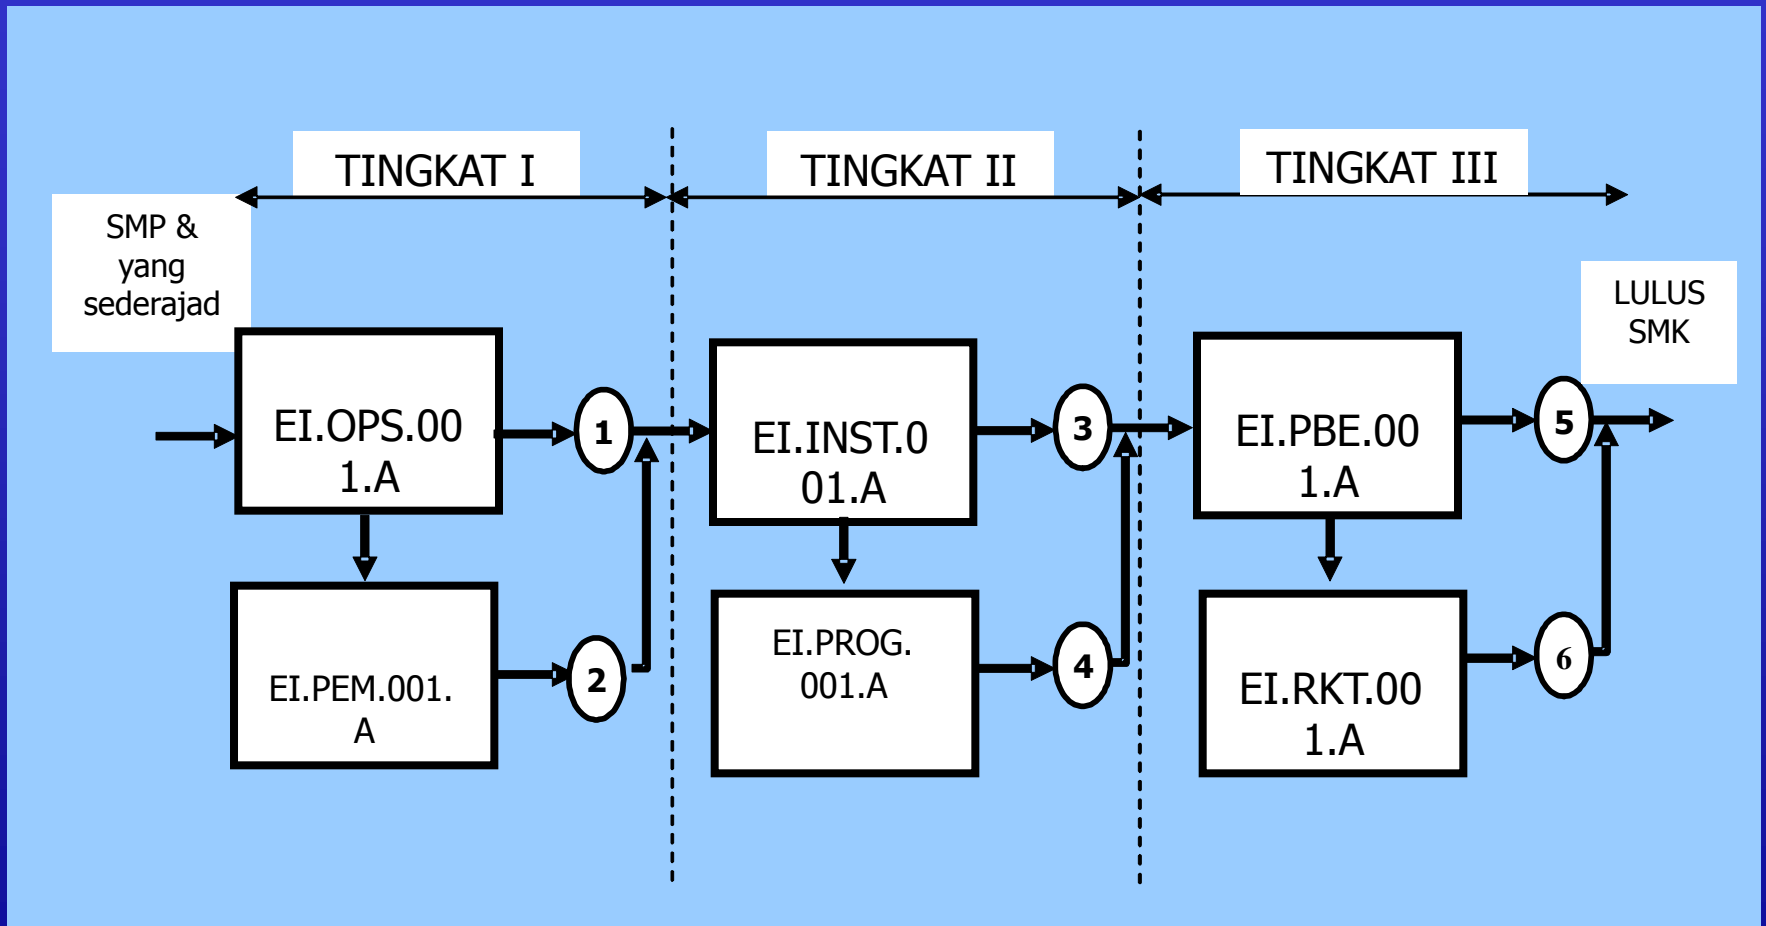 TINGKAT I
TINGKAT II
TINGKAT III
SMP &
yang
sederajad
LULUS
SMK
EI.OPS.00
1.A
1
EI.INST.0
01.A
3
EI.PBE.00
1.A
5
EI.PEM.001.
A
2
EI.PROG.
001.A
4
EI.RKT.00
1.A
6